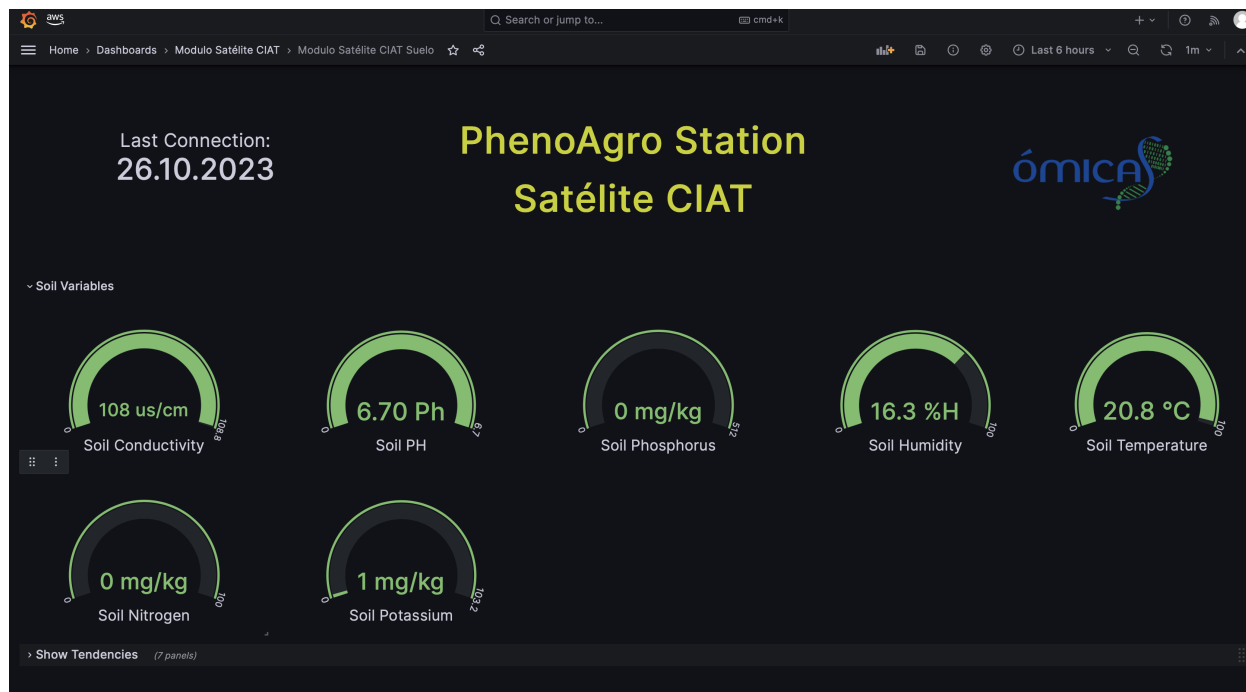 aws
Search or jump to...
cmd+k
Home › Dashboards › Modulo Satélite CIAT › Modulo Satélite CIAT Suelo
Last 6 hours
1m
Last Connection:
26.10.2023
PhenoAgro Station
Satélite CIAT
ómicas
Soil Variables
108 us/cm
0
108.8
Soil Conductivity
6.70 Ph
0
6.7
Soil PH
0 mg/kg
0
512
Soil Phosphorus
16.3 %H
0
100
Soil Humidity
20.8 °C
0
100
Soil Temperature
0 mg/kg
0
100
Soil Nitrogen
1 mg/kg
0
103.2
Soil Potassium
Show Tendencies (7 panels)